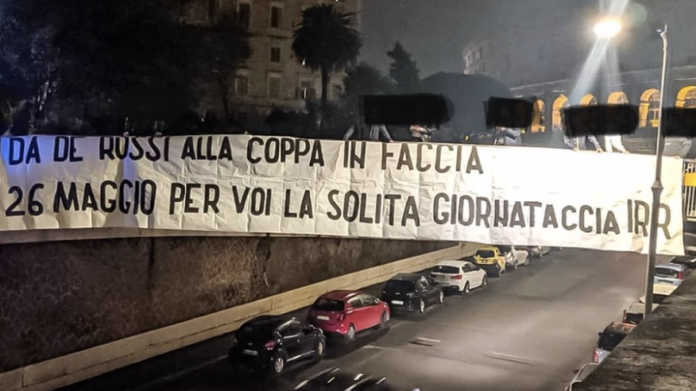 DA DE ROSSI ALLA COPPA IN FACCIA
26 MAGGIO PER VOI LA SOLITA GIORNATACCIA IRR